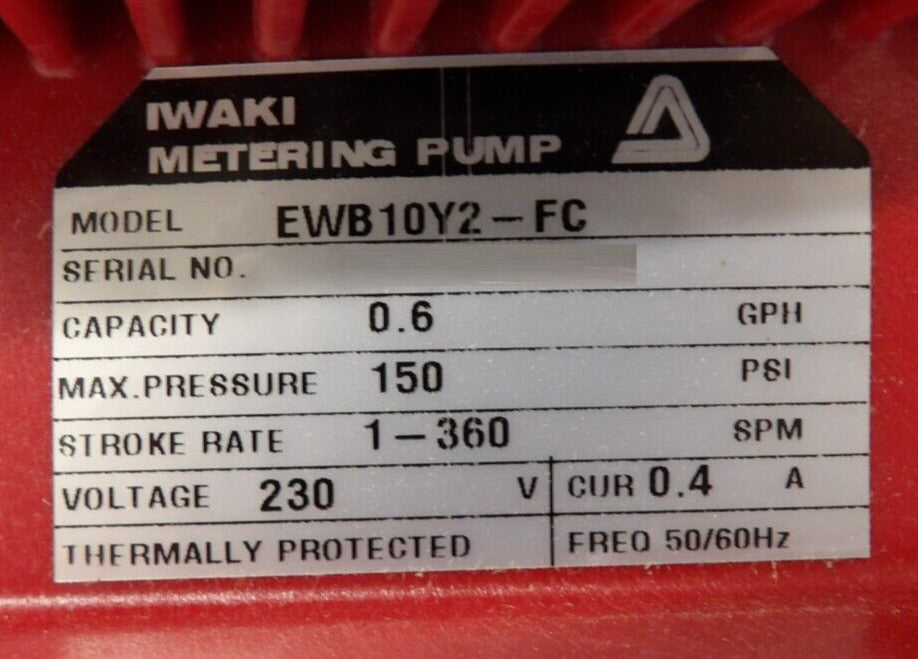 IWAKI
METERING PUMP
MODEL EWB10Y2-FC
SERIAL NO.
CAPACITY 0.6 GPH
MAX.PRESSURE 150 PSI
STROKE RATE 1-360 SPM
VOLTAGE 230 V CUR 0.4 A
THERMALLY PROTECTED FREQ 50/60Hz